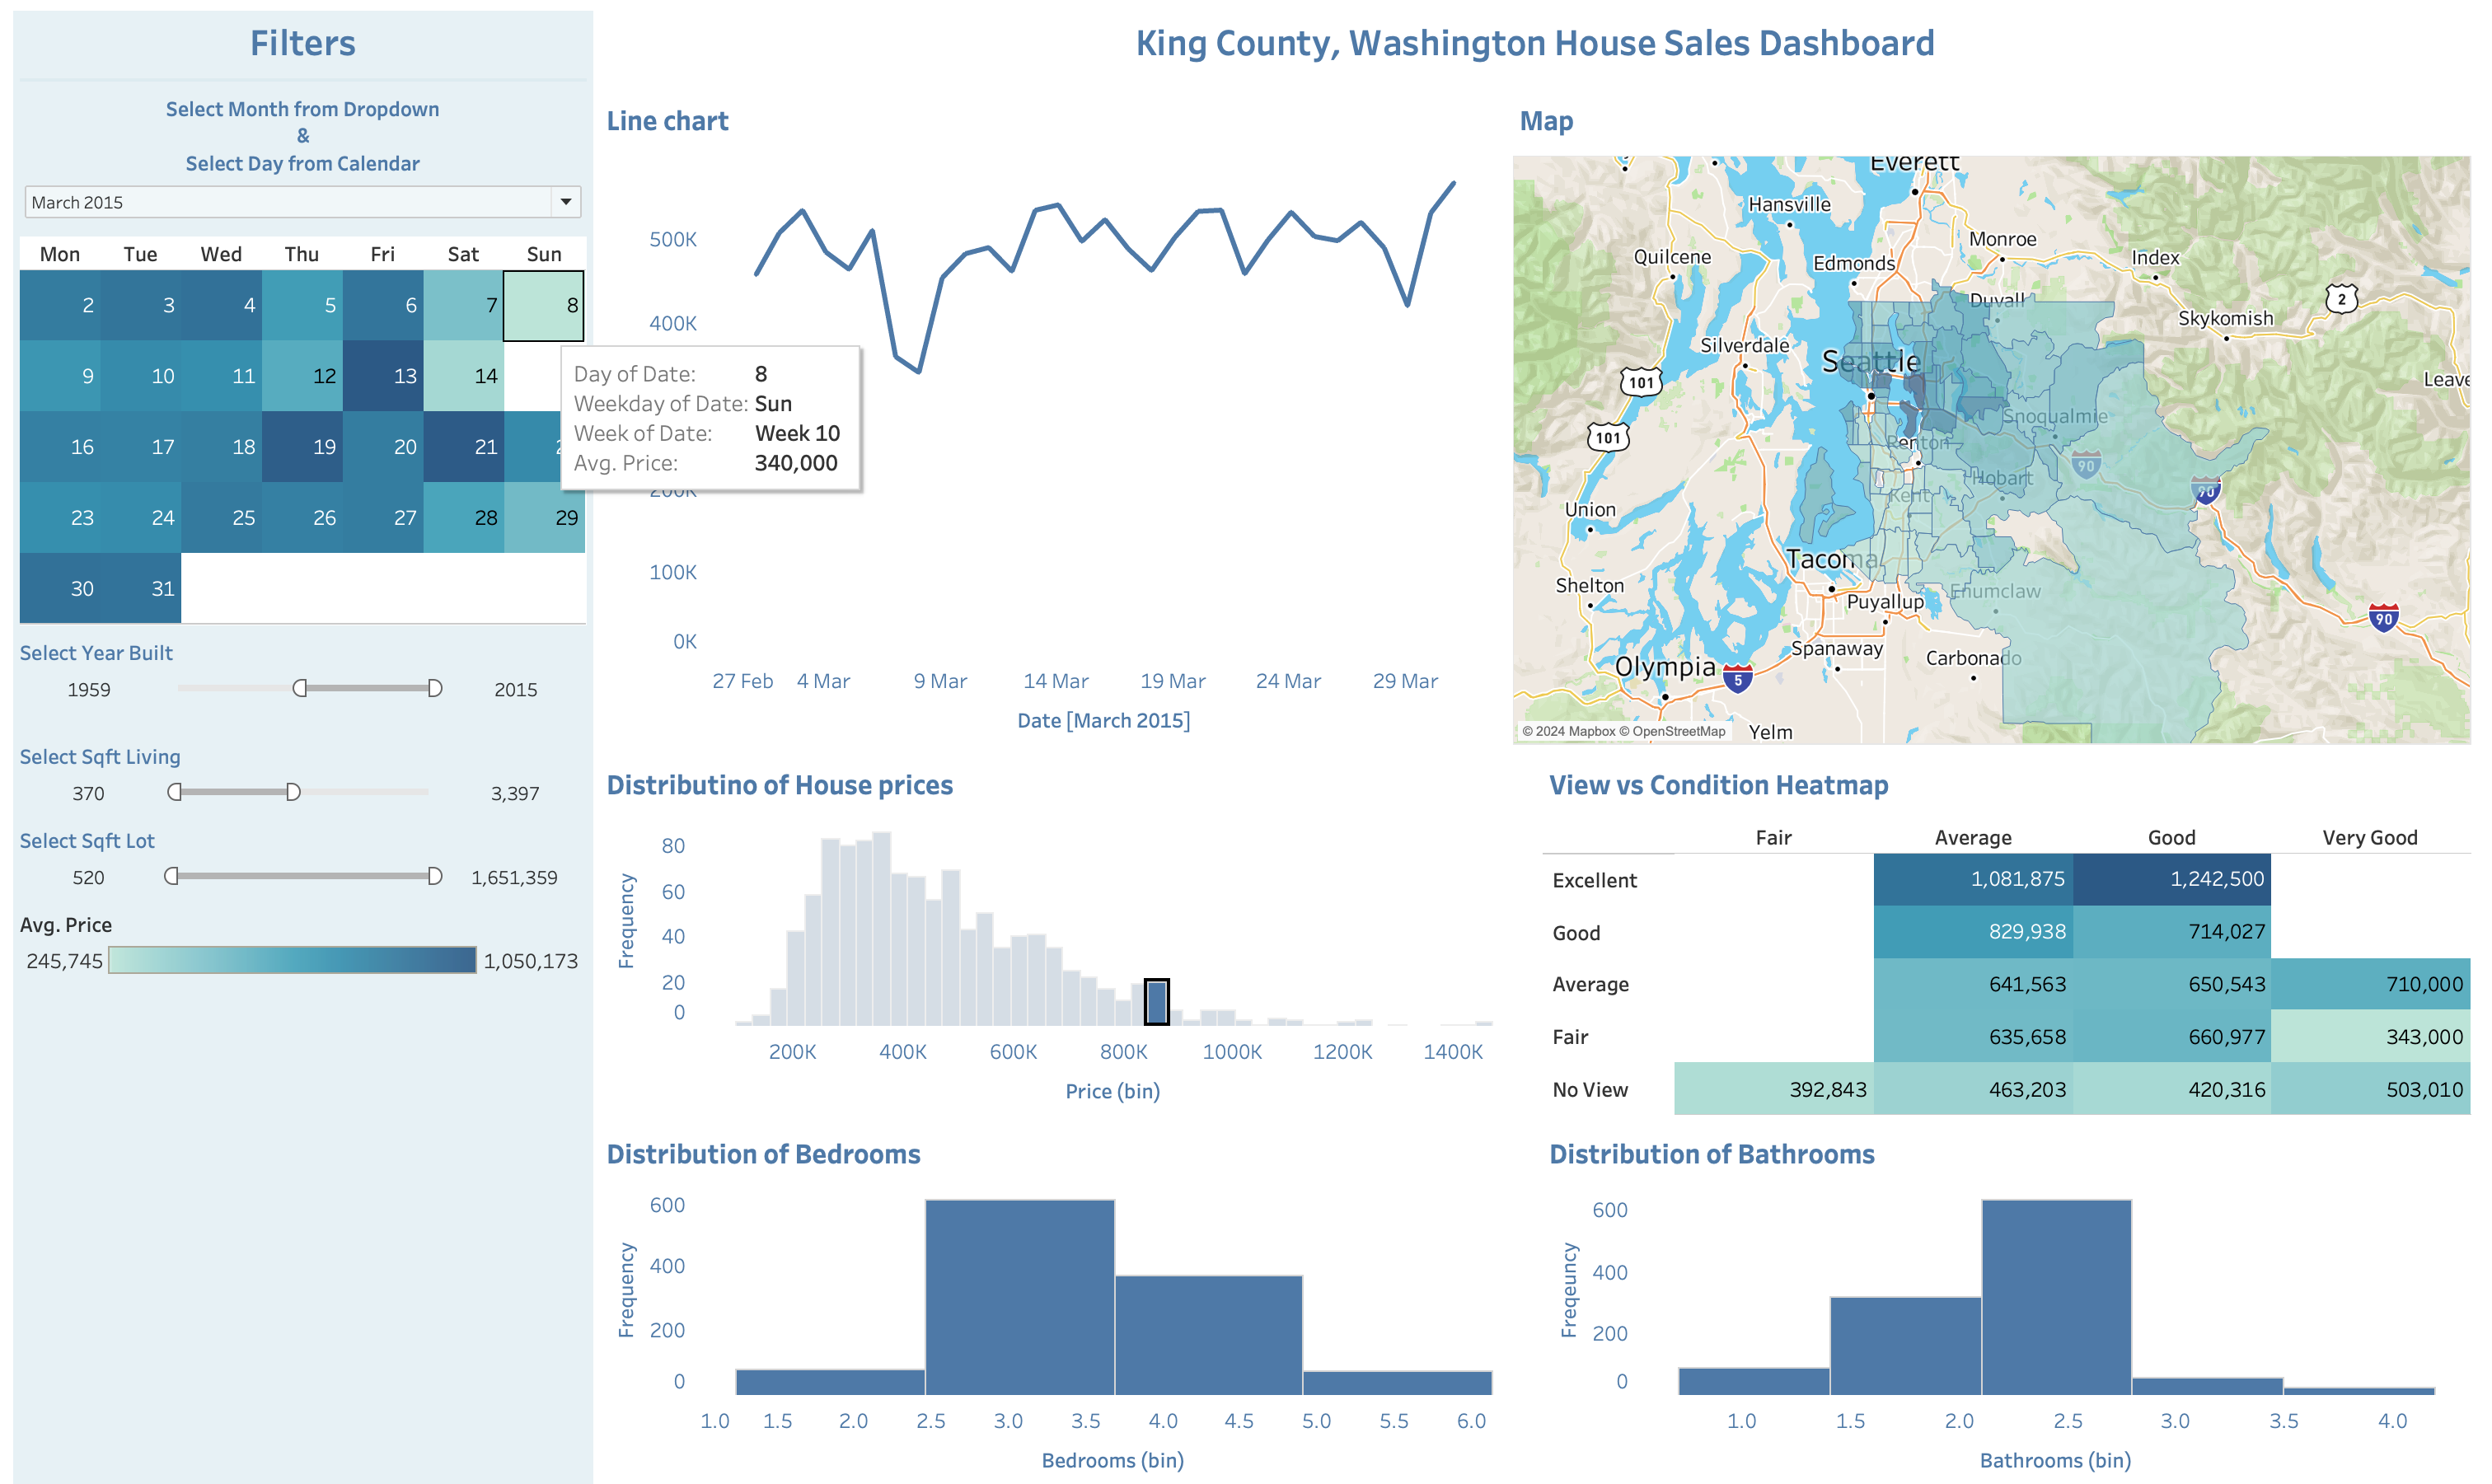 Filters
King County, Washington House Sales Dashboard
Select Month from Dropdown
&
Select Day from Calendar
March 2015
Mon Tue Wed Thu Fri Sat Sun
2 3 4 5 6 7 8
9 10 11 12 13 14
16 17 18 19 20 21
23 24 25 26 27 28 29
30 31
Day of Date: 8
Weekday of Date: Sun
Week of Date: Week 10
Avg. Price: 340,000
Select Year Built
1959 2015
Select Sqft Living
370 3,397
Select Sqft Lot
520 1,651,359
Avg. Price
245,745 1,050,173
Line chart
500K
400K
200K
100K
0K
27 Feb 4 Mar 9 Mar 14 Mar 19 Mar 24 Mar 29 Mar
Date [March 2015]
Map
Everett
Hansville
Quilcene
Monroe
Edmonds
Index
Duvall
2
Skykomish
Silverdale
Seattle
101
Leave
Snoqualmie
101
Renton
90
Hobart
90
Kent
Union
Tacoma
Shelton
Enumclaw
Puyallup
90
Spanaway
Carbonado
Olympia
5
© 2024 Mapbox © OpenStreetMap
Yelm
Distributino of House prices
Frequency
80
60
40
20
0
200K 400K 600K 800K 1000K 1200K 1400K
Price (bin)
View vs Condition Heatmap
Fair Average Good Very Good
Excellent 1,081,875 1,242,500
Good 829,938 714,027
Average 641,563 650,543 710,000
Fair 635,658 660,977 343,000
No View 392,843 463,203 420,316 503,010
Distribution of Bedrooms
Frequency
600
400
200
0
1.0 1.5 2.0 2.5 3.0 3.5 4.0 4.5 5.0 5.5 6.0
Bedrooms (bin)
Distribution of Bathrooms
Freqeuncy
600
400
200
0
1.0 1.5 2.0 2.5 3.0 3.5 4.0
Bathrooms (bin)